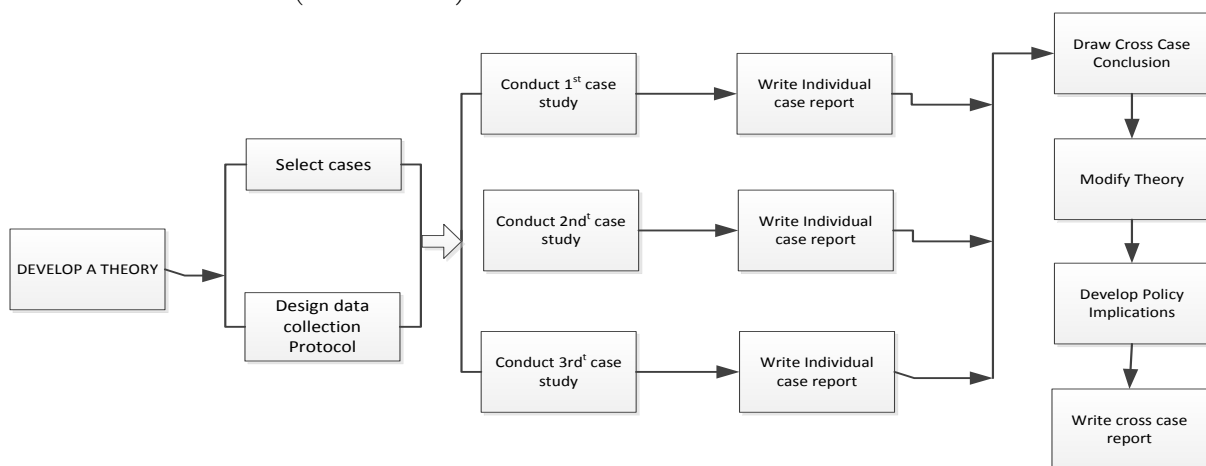 DEVELOP A THEORY
Select cases
Design data
collection
Protocol
Conduct 1st case
study
Write Individual
case report
Conduct 2ndt case
study
Write Individual
case report
Conduct 3rdt case
study
Write Individual
case report
Draw Cross Case
Conclusion
Modify Theory
Develop Policy
Implications
Write cross case
report